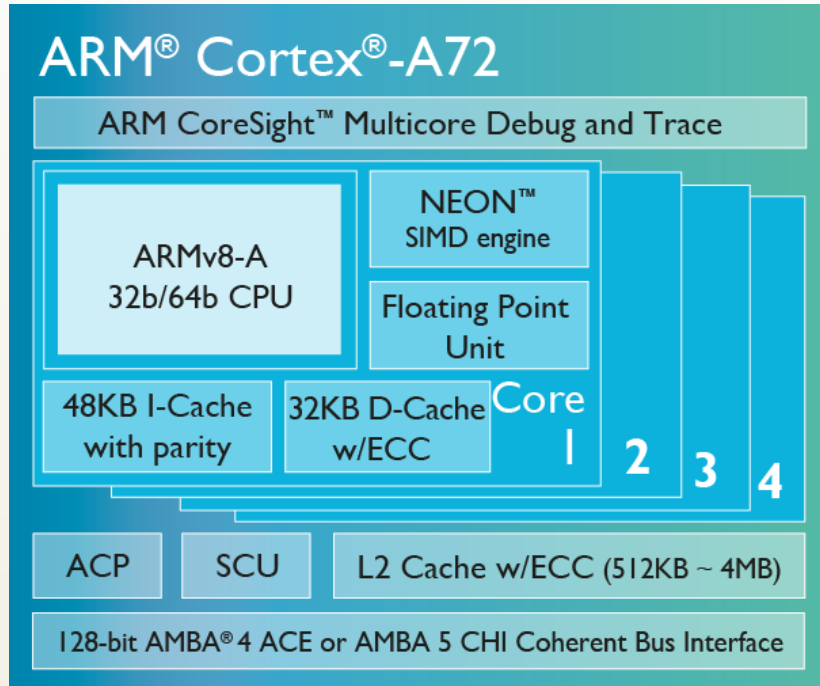 ARM® Cortex®-A72
ARM CoreSight™ Multicore Debug and Trace
ARMv8-A
32b/64b CPU
NEON™
SIMD engine
Floating Point
Unit
48KB I-Cache
with parity
32KB D-Cache
w/ECC
Core
1
2
3
4
ACP
SCU
L2 Cache w/ECC (512KB ~ 4MB)
128-bit AMBA® 4 ACE or AMBA 5 CHI Coherent Bus Interface